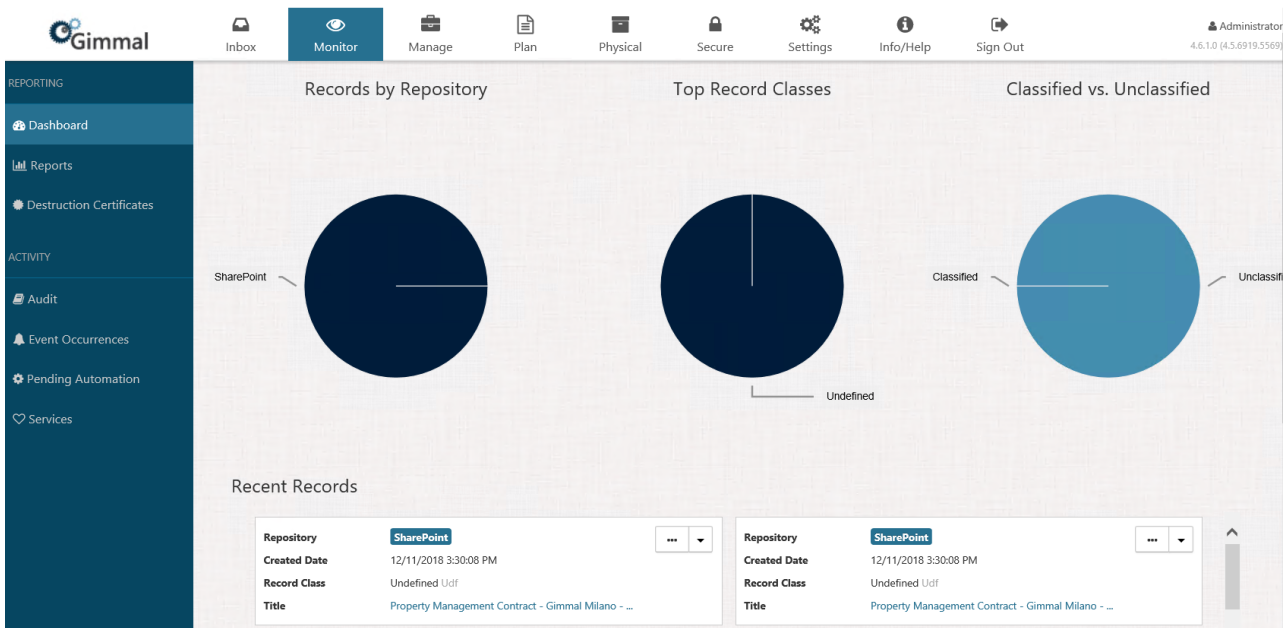 Gimmal
Inbox
Monitor
Manage
Plan
Physical
Secure
Settings
Info/Help
Sign Out
Administrator
4.6.1.0 (4.5.6919.5569)
REPORTING
Dashboard
Reports
Destruction Certificates
ACTIVITY
Audit
Event Occurrences
Pending Automation
Services
Records by Repository
Top Record Classes
Classified vs. Unclassified
SharePoint
Undefined
Classified
Unclassifi
Recent Records
Repository SharePoint
Created Date 12/11/2018 3:30:08 PM
Record Class Undefined Udf
Title Property Management Contract - Gimmal Milano - ...
Repository SharePoint
Created Date 12/11/2018 3:30:08 PM
Record Class Undefined Udf
Title Property Management Contract - Gimmal Milano - ...